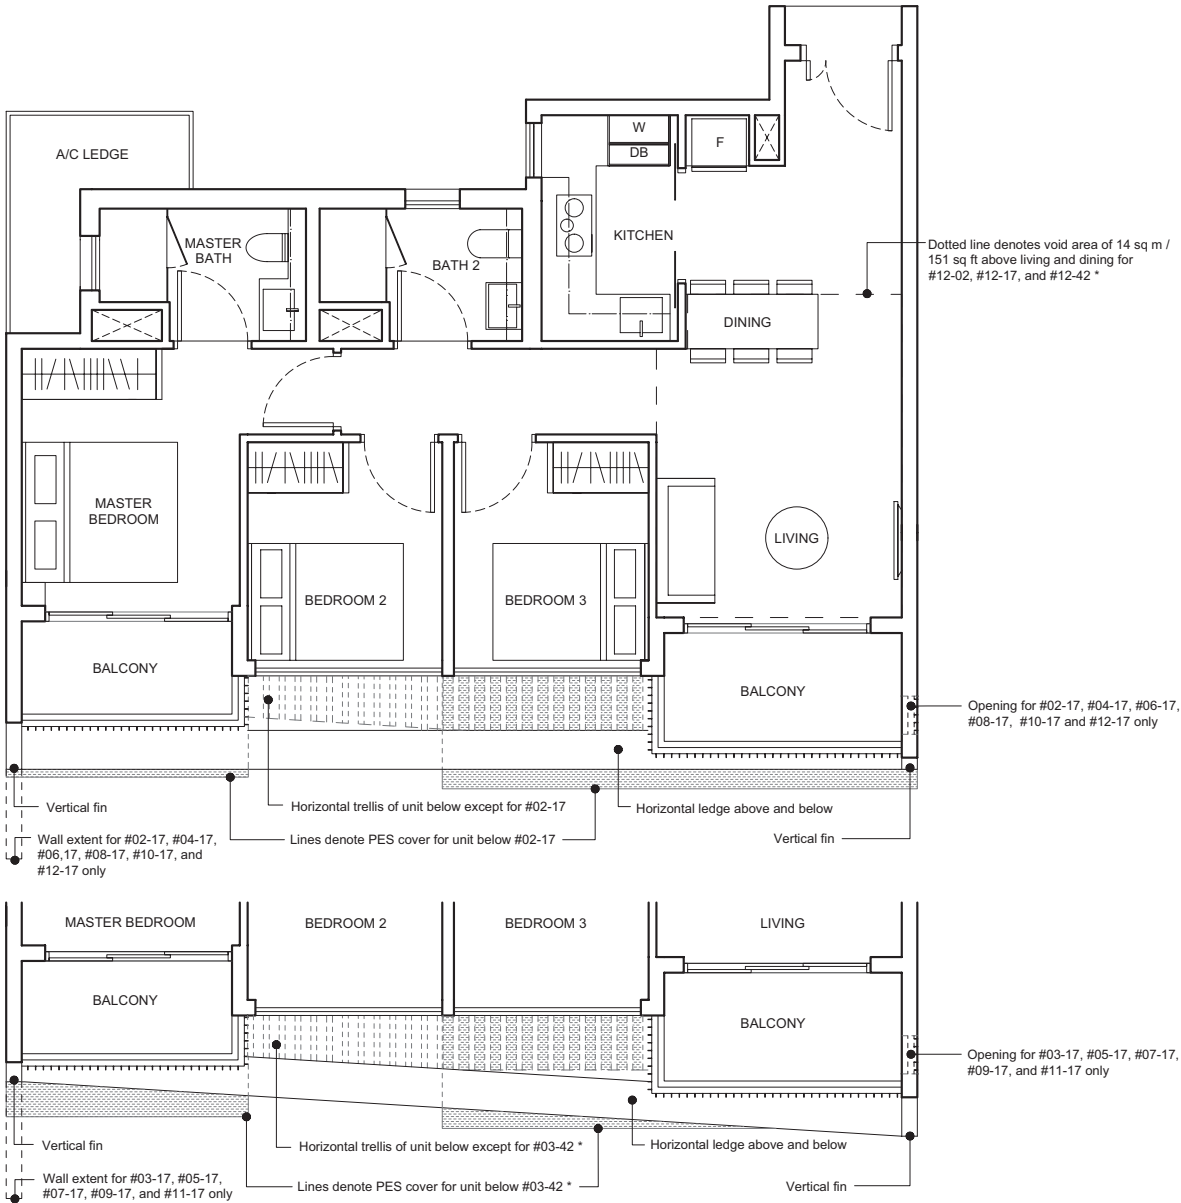 A/C LEDGE
W
DB
F
MASTER
BATH
BATH 2
KITCHEN
Dotted line denotes void area of 14 sq m /
151 sq ft above living and dining for
#12-02, #12-17, and #12-42 *
DINING
MASTER
BEDROOM
LIVING
BEDROOM 2
BEDROOM 3
BALCONY
BALCONY
Opening for #02-17, #04-17, #06-17,
#08-17, #10-17 and #12-17 only
Vertical fin
Horizontal trellis of unit below except for #02-17
Horizontal ledge above and below
Wall extent for #02-17, #04-17,
#06,17, #08-17, #10-17, and
#12-17 only
Lines denote PES cover for unit below #02-17
Vertical fin
MASTER BEDROOM
BEDROOM 2
BEDROOM 3
LIVING
BALCONY
BALCONY
Opening for #03-17, #05-17, #07-17,
#09-17, and #11-17 only
Vertical fin
Horizontal trellis of unit below except for #03-42 *
Horizontal ledge above and below
Wall extent for #03-17, #05-17,
#07-17, #09-17, and #11-17 only
Lines denote PES cover for unit below #03-42 *
Vertical fin